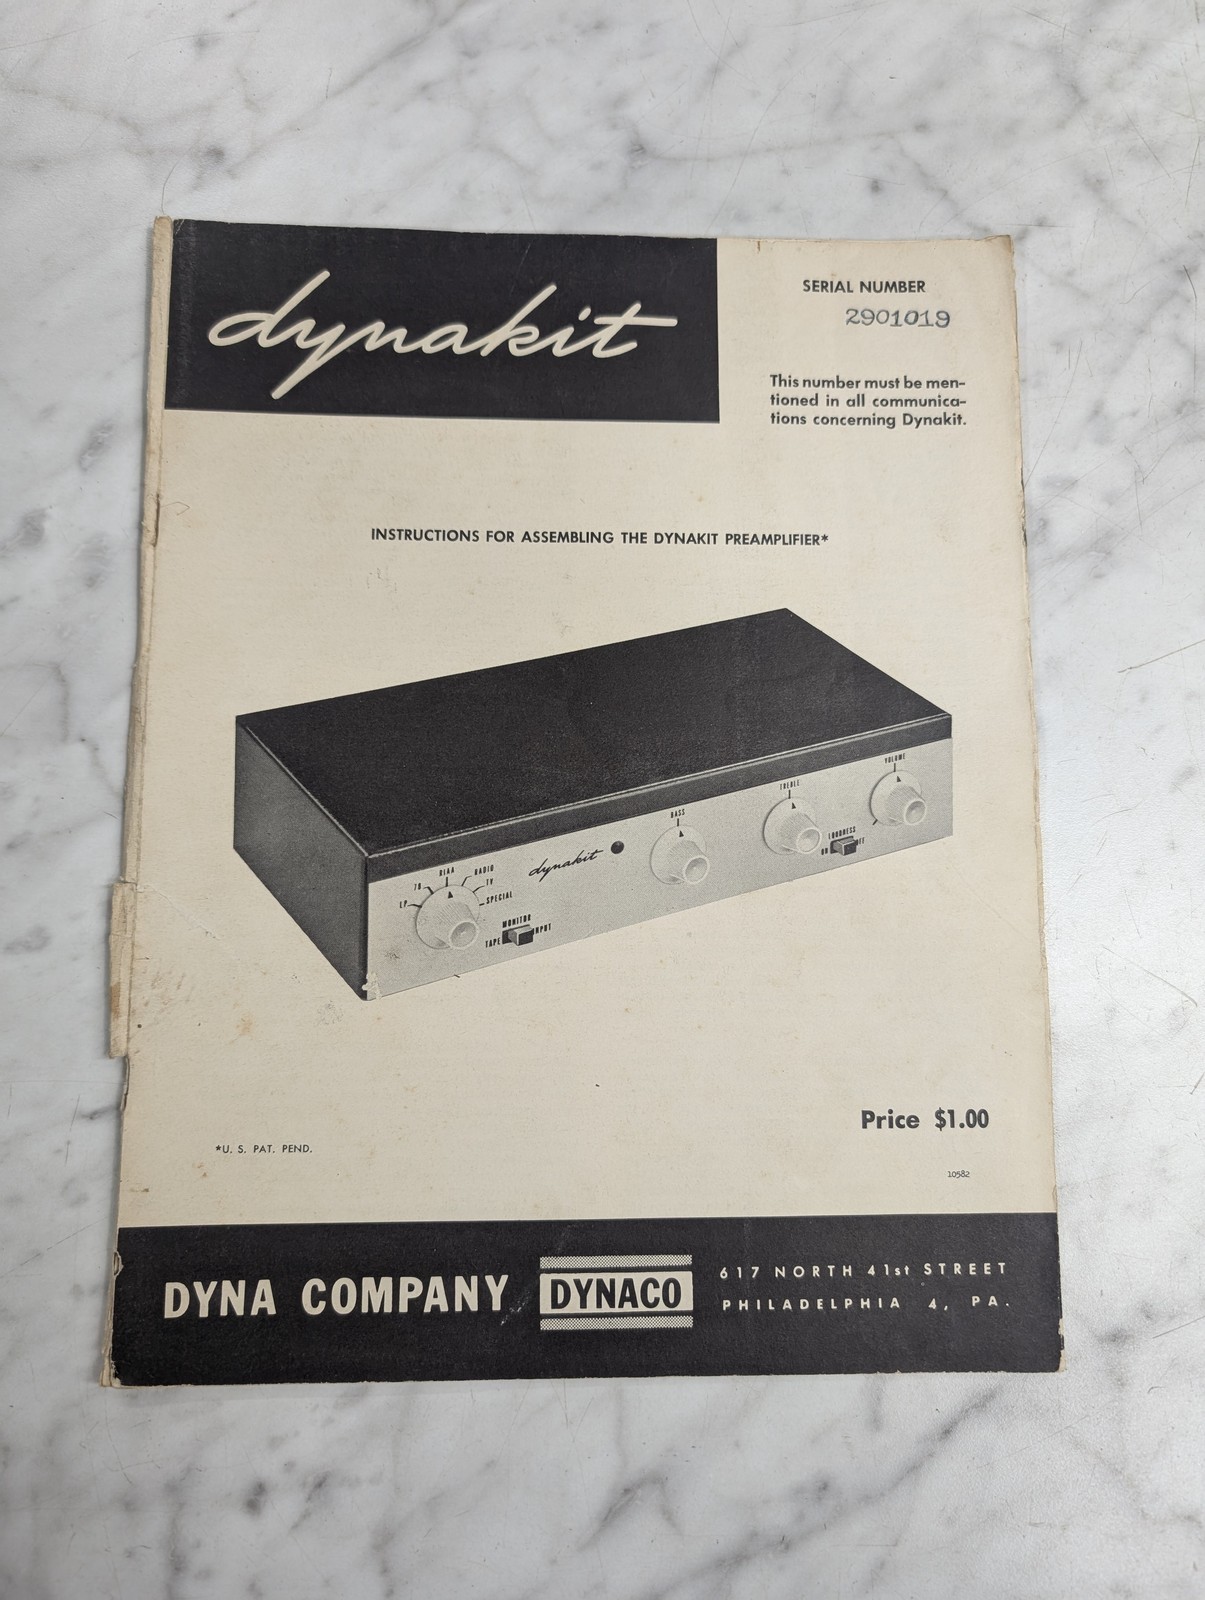 dynakit
SERIAL NUMBER
2901019
This number must be men-
tioned in all communica-
tions concerning Dynakit.
INSTRUCTIONS FOR ASSEMBLING THE DYNAKIT PREAMPLIFIER*
VOLUME
TREBLE
BASS
LOUDNESS
ON OFF
dynakit
RIAA
78 RADIO
TV
LP SPECIAL
MONITOR
TAPE INPUT
Price $1.00
*U. S. PAT. PEND.
10582
DYNA COMPANY
DYNACO
617 NORTH 41st STREET
PHILADELPHIA 4, PA.